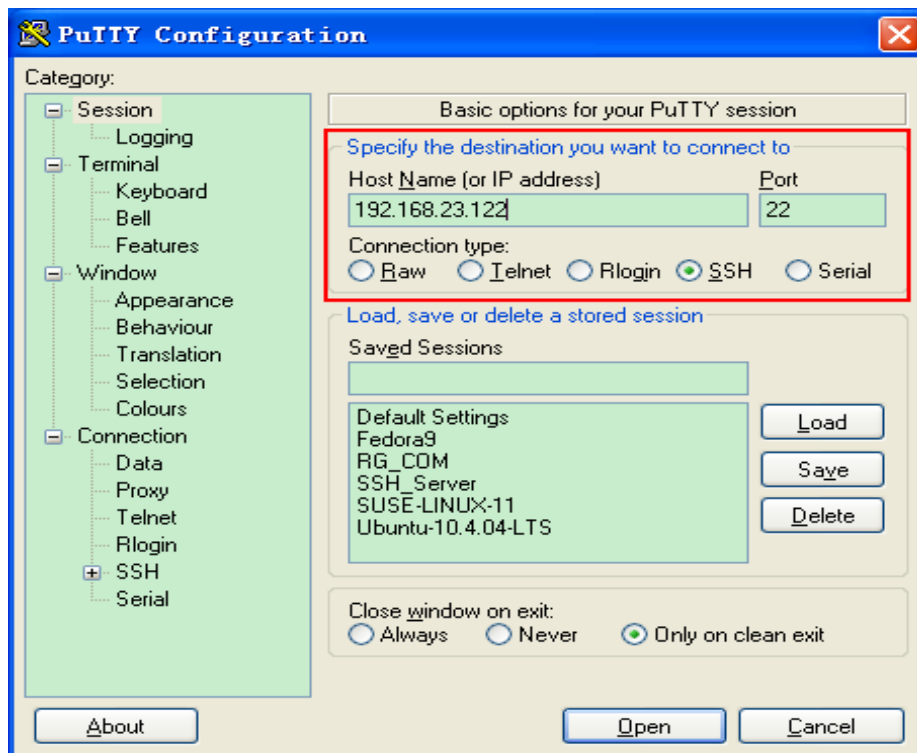 PuTTY Configuration
Category:
Session
Logging
Terminal
Keyboard
Bell
Features
Window
Appearance
Behaviour
Translation
Selection
Colours
Connection
Data
Proxy
Telnet
Rlogin
SSH
Serial
Basic options for your PuTTY session
Specify the destination you want to connect to
Host Name (or IP address) Port
192.168.23.122 22
Connection type:
Raw Telnet Rlogin SSH Serial
Load, save or delete a stored session
Saved Sessions
Default Settings
Fedora9
RG_COM
SSH_Server
SUSE-LINUX-11
Ubuntu-10.4.04-LTS
Load
Save
Delete
Close window on exit:
Always Never Only on clean exit
About Open Cancel